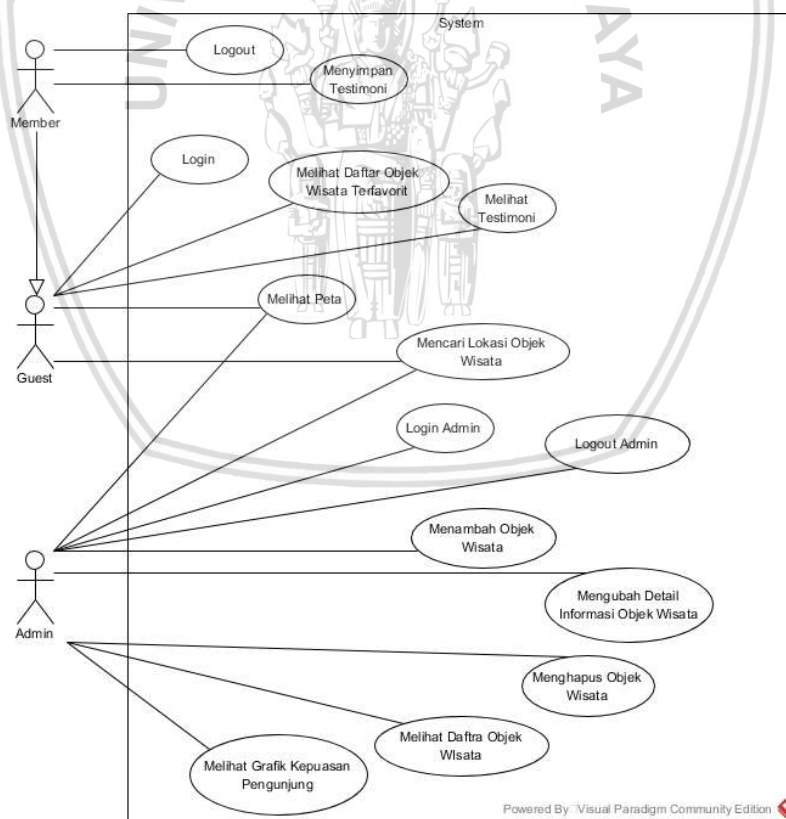 System
Logout
Menyimpan
Testimoni
Member
Login
Melihat Daftar Objek
Wisata Terfavorit
Melihat
Testimoni
Melihat Peta
Mencari Lokasi Objek
Wisata
Guest
Login Admin
Logout Admin
Menambah Objek
Wisata
Mengubah Detail
Informasi Objek Wisata
Admin
Menghapus Objek
Wisata
Melihat Daftra Objek
WIsata
Melihat Grafik Kepuasan
Pengunjung
Powered By Visual Paradigm Community Edition
AYA